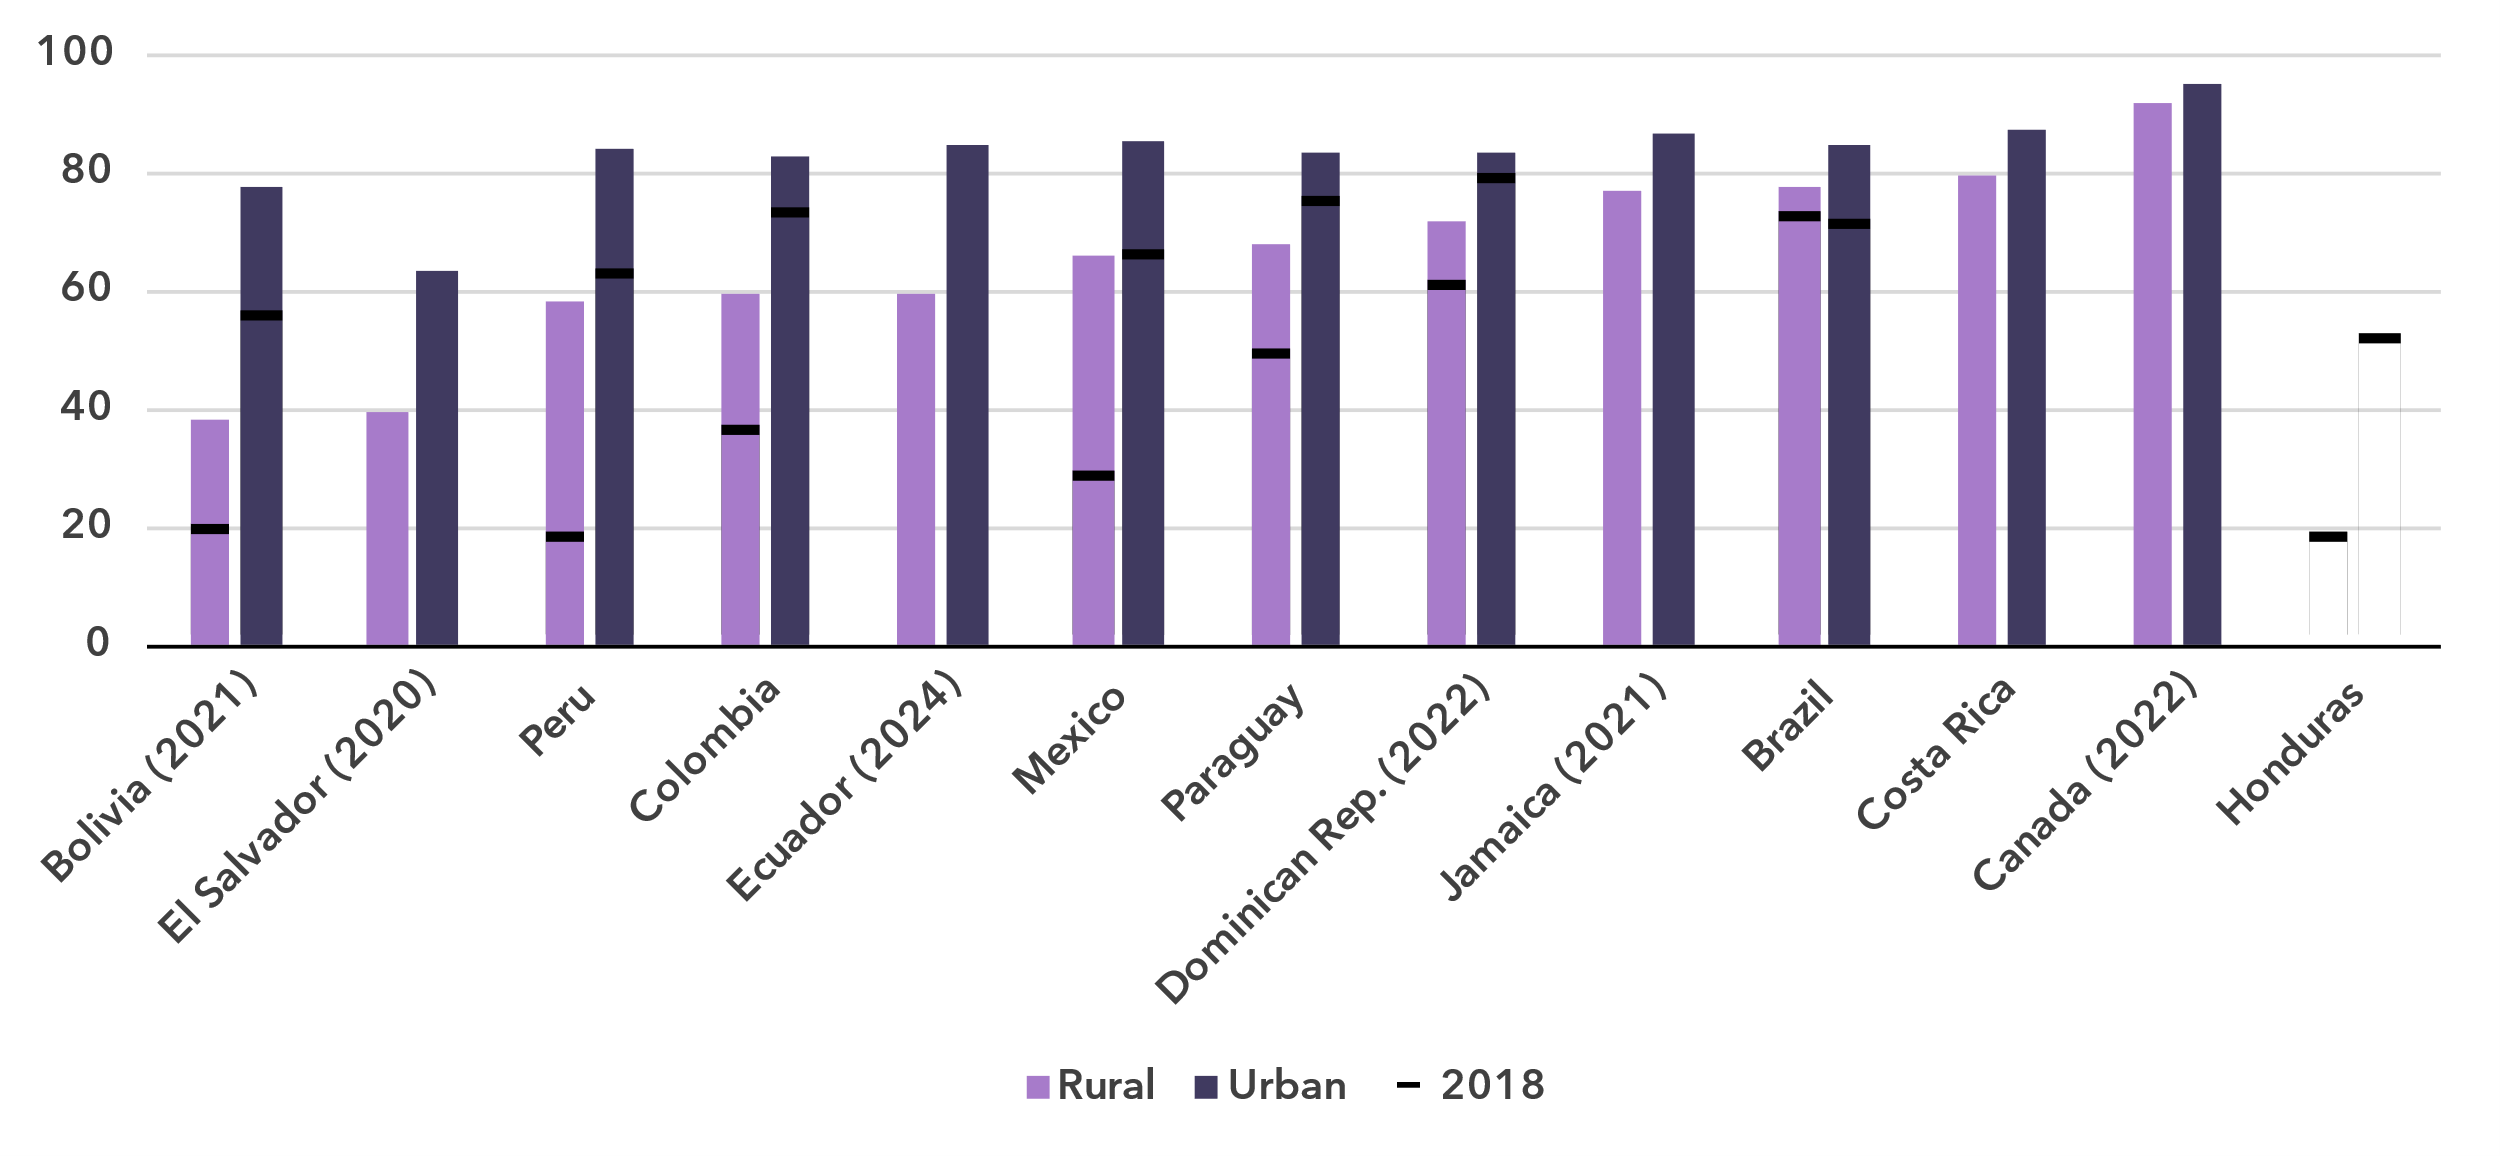 100
80
60
40
20
0
Bolivia (2021)
El Salvador (2020)
Peru
Colombia
Ecuador (2024)
Mexico
Paraguay
Dominican Rep. (2022)
Jamaica (2021)
Brazil
Costa Rica
Canada (2022)
Honduras
Rural Urban 2018